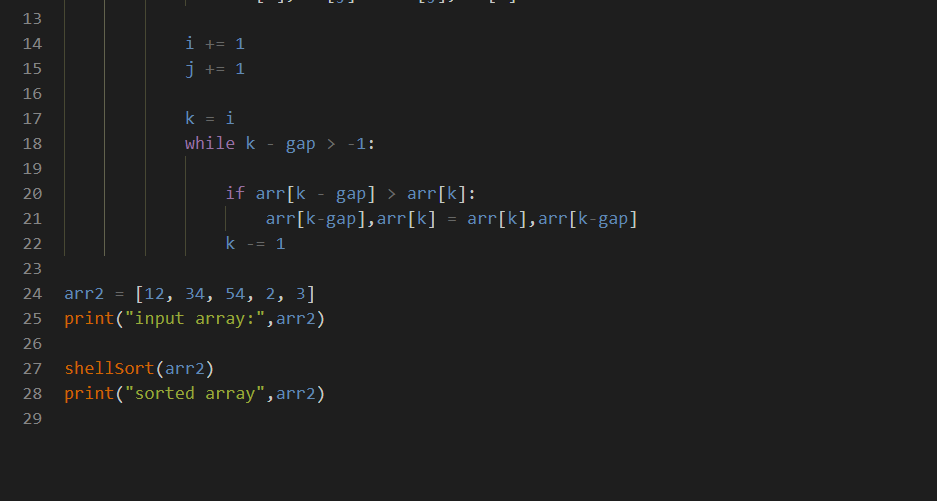 13
14 i += 1
15 j += 1
16
17 k = i
18 while k - gap > -1:
19
20 if arr[k - gap] > arr[k]:
21 arr[k-gap],arr[k] = arr[k],arr[k-gap]
22 k -= 1
23
24 arr2 = [12, 34, 54, 2, 3]
25 print("input array:",arr2)
26
27 shellSort(arr2)
28 print("sorted array",arr2)
29